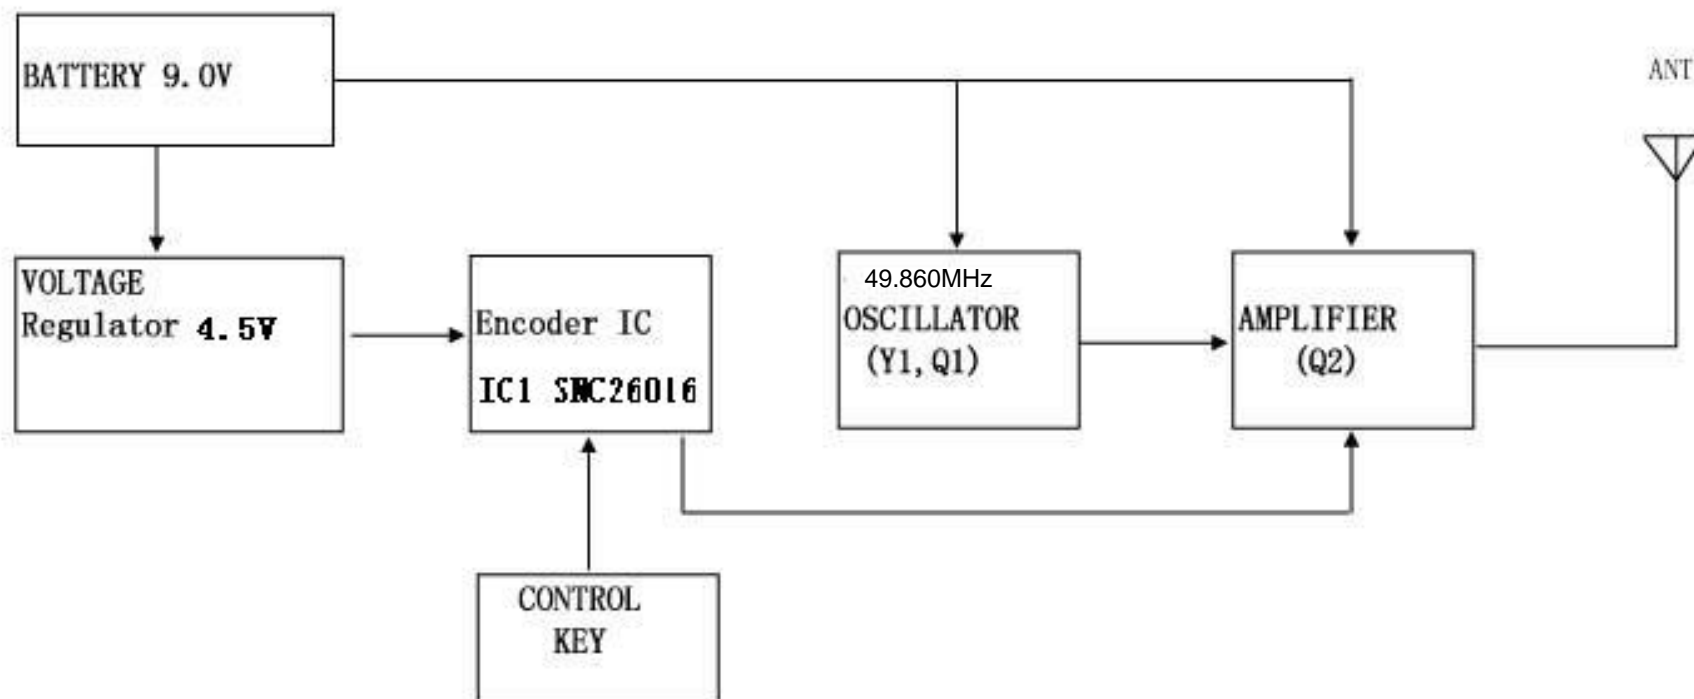 BATTERY 9.0V
ANT
VOLTAGE
Regulator 4.5V
Encoder IC
IC1 SNC26016
49.860MHz
OSCILLATOR
(Y1,Q1)
AMPLIFIER
(Q2)
CONTROL
KEY